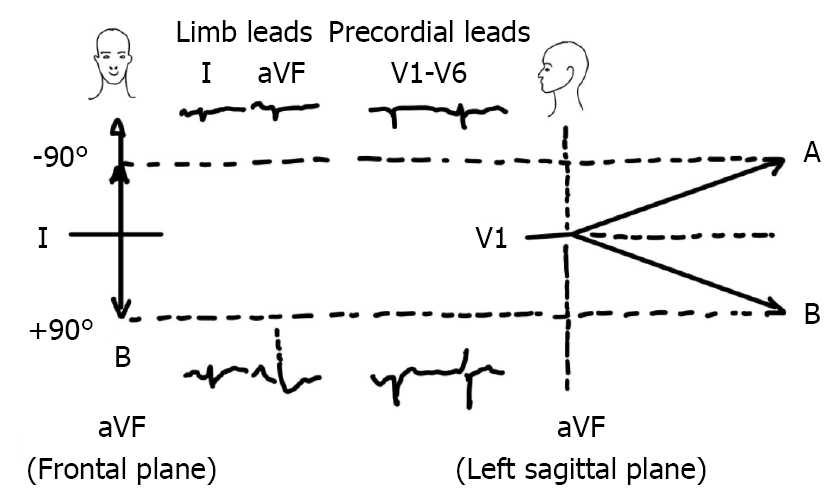 Limb leads Precordial leads
I aVF V1-V6
-90° A
I V1
+90° B
B
aVF aVF
(Frontal plane) (Left sagittal plane)